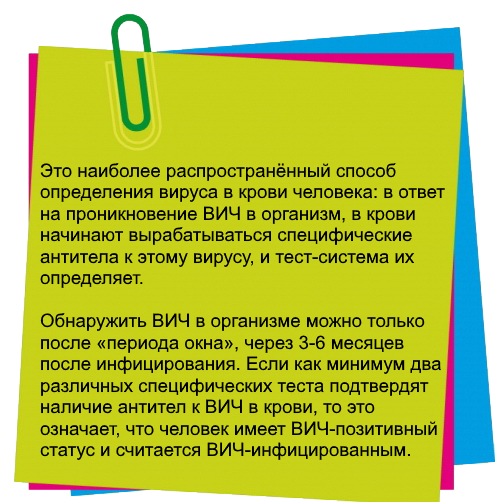 Это наиболее распространённый способ
определения вируса в крови человека: в ответ
на проникновение ВИЧ в организм, в крови
начинают вырабатываться специфические
антитела к этому вирусу, и тест-система их
определяет.
Обнаружить ВИЧ в организме можно только
после «периода окна», через 3-6 месяцев
после инфицирования. Если как минимум два
различных специфических теста подтвердят
наличие антител к ВИЧ в крови, то это
означает, что человек имеет ВИЧ-позитивный
статус и считается ВИЧ-инфицированным.